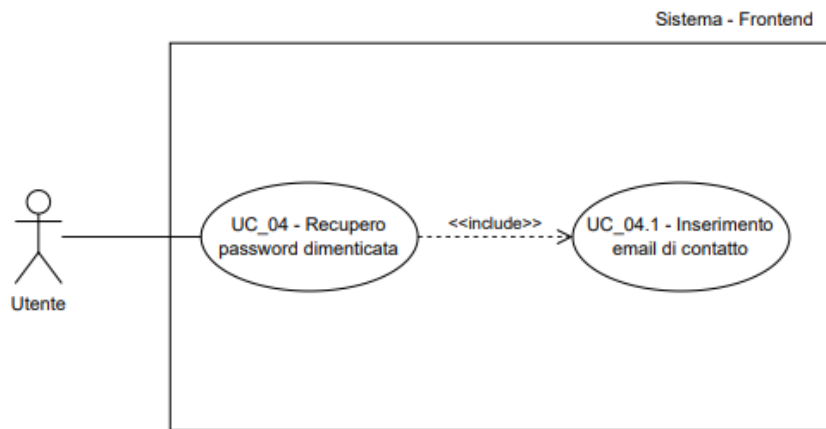 Sistema - Frontend
UC_04 - Recupero
password dimenticata
<<include>>
UC_04.1 - Inserimento
email di contatto
Utente